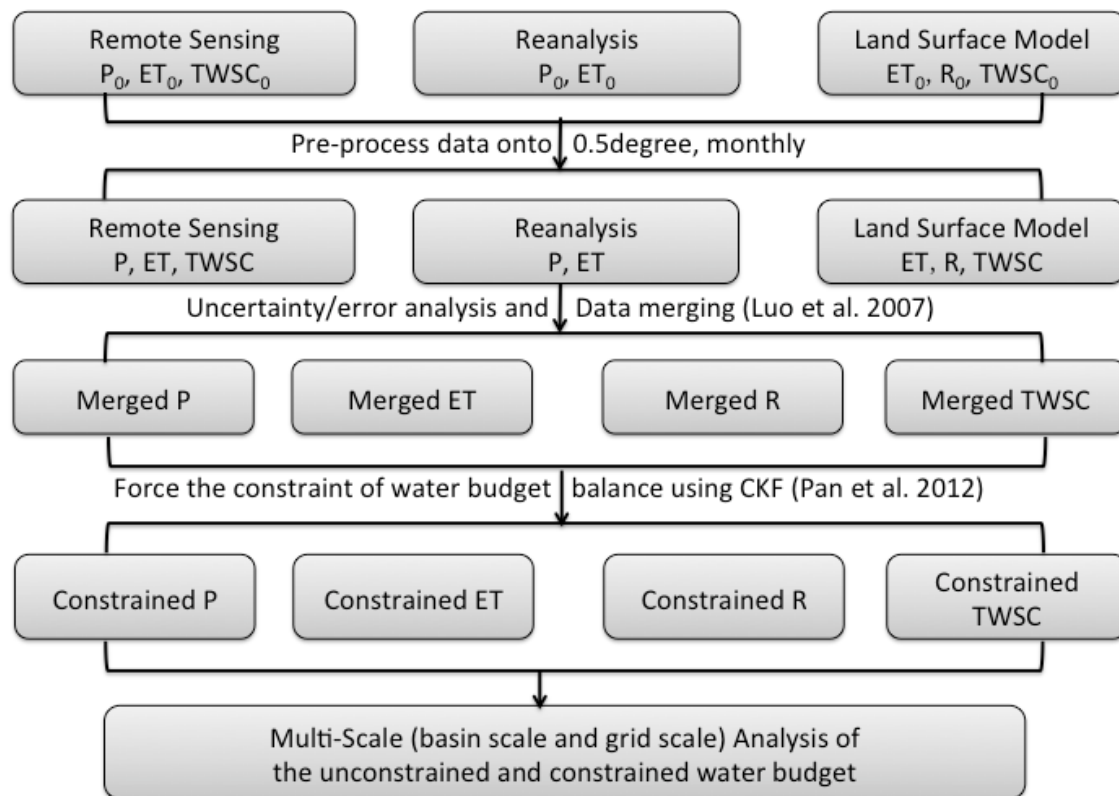 Remote Sensing
P₀, ET₀, TWSC₀
Reanalysis
P₀, ET₀
Land Surface Model
ET₀, R₀, TWSC₀
Pre-process data onto 0.5degree, monthly
Remote Sensing
P, ET, TWSC
Reanalysis
P, ET
Land Surface Model
ET, R, TWSC
Uncertainty/error analysis and Data merging (Luo et al. 2007)
Merged P
Merged ET
Merged R
Merged TWSC
Force the constraint of water budget balance using CKF (Pan et al. 2012)
Constrained P
Constrained ET
Constrained R
Constrained
TWSC
Multi-Scale (basin scale and grid scale) Analysis of
the unconstrained and constrained water budget